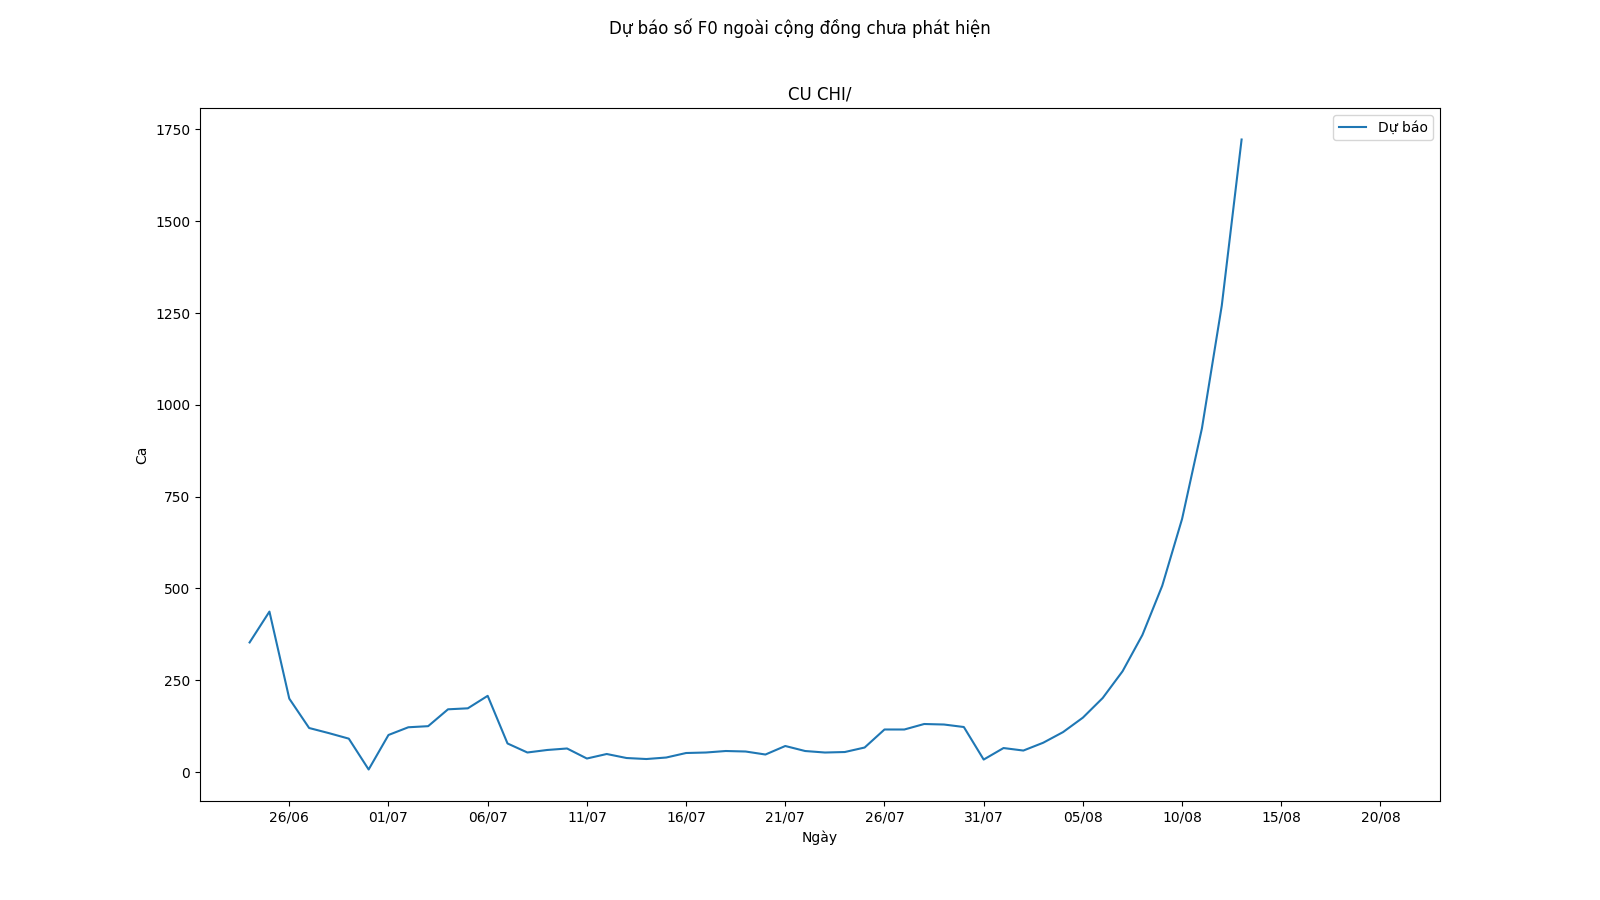 Dự báo số F0 ngoài cộng đồng chưa phát hiện
CU CHI/
Dự báo
1750
1500
1250
1000
750
500
250
0
Ca
26/06 01/07 06/07 11/07 16/07 21/07 26/07 31/07 05/08 10/08 15/08 20/08
Ngày